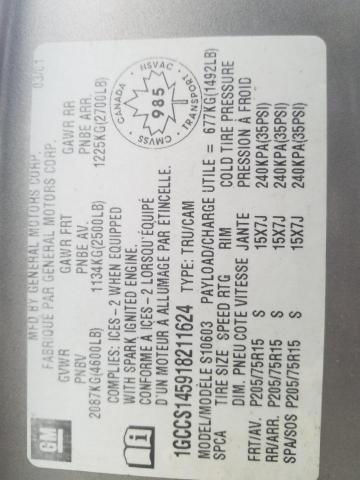 MFD BY GENERAL MOTORS CORP. 03/01
FABRIQUE PAR GENERAL MOTORS CORP.
GVWR GAWR FRT GAWR RR
PNBV PNBE AV. PNBE ARR.
2087KG(4600LB) 1134KG(2500LB) 1225KG(2700LB)
GM
COMPLIES: ICES-2 WHEN EQUIPPED
WITH SPARK IGNITED ENGINE.
CONFORME À ICES-2 LORSQU'ÉQUIPÉ
D'UN MOTEUR À ALLUMAGE PAR ÉTINCELLE.
CANADA NSVAC TRANSPORT CMVSS
985
i
1GCCS145918211624 TYPE: TRU/CAM
MODEL/MODÈLE S10603 PAYLOAD/CHARGE UTILE = 677KG(1492LB)
SPCA TIRE SIZE SPEED RTG RIM COLD TIRE PRESSURE
DIM. PNEU COTE VITESSE JANTE PRESSION À FROID
FRT/AV. P205/75R15 S 15X7J 240KPA(35PSI)
RR/ARR. P205/75R15 S 15X7J 240KPA(35PSI)
SPA/SOS P205/75R15 S 15X7J 240KPA(35PSI)